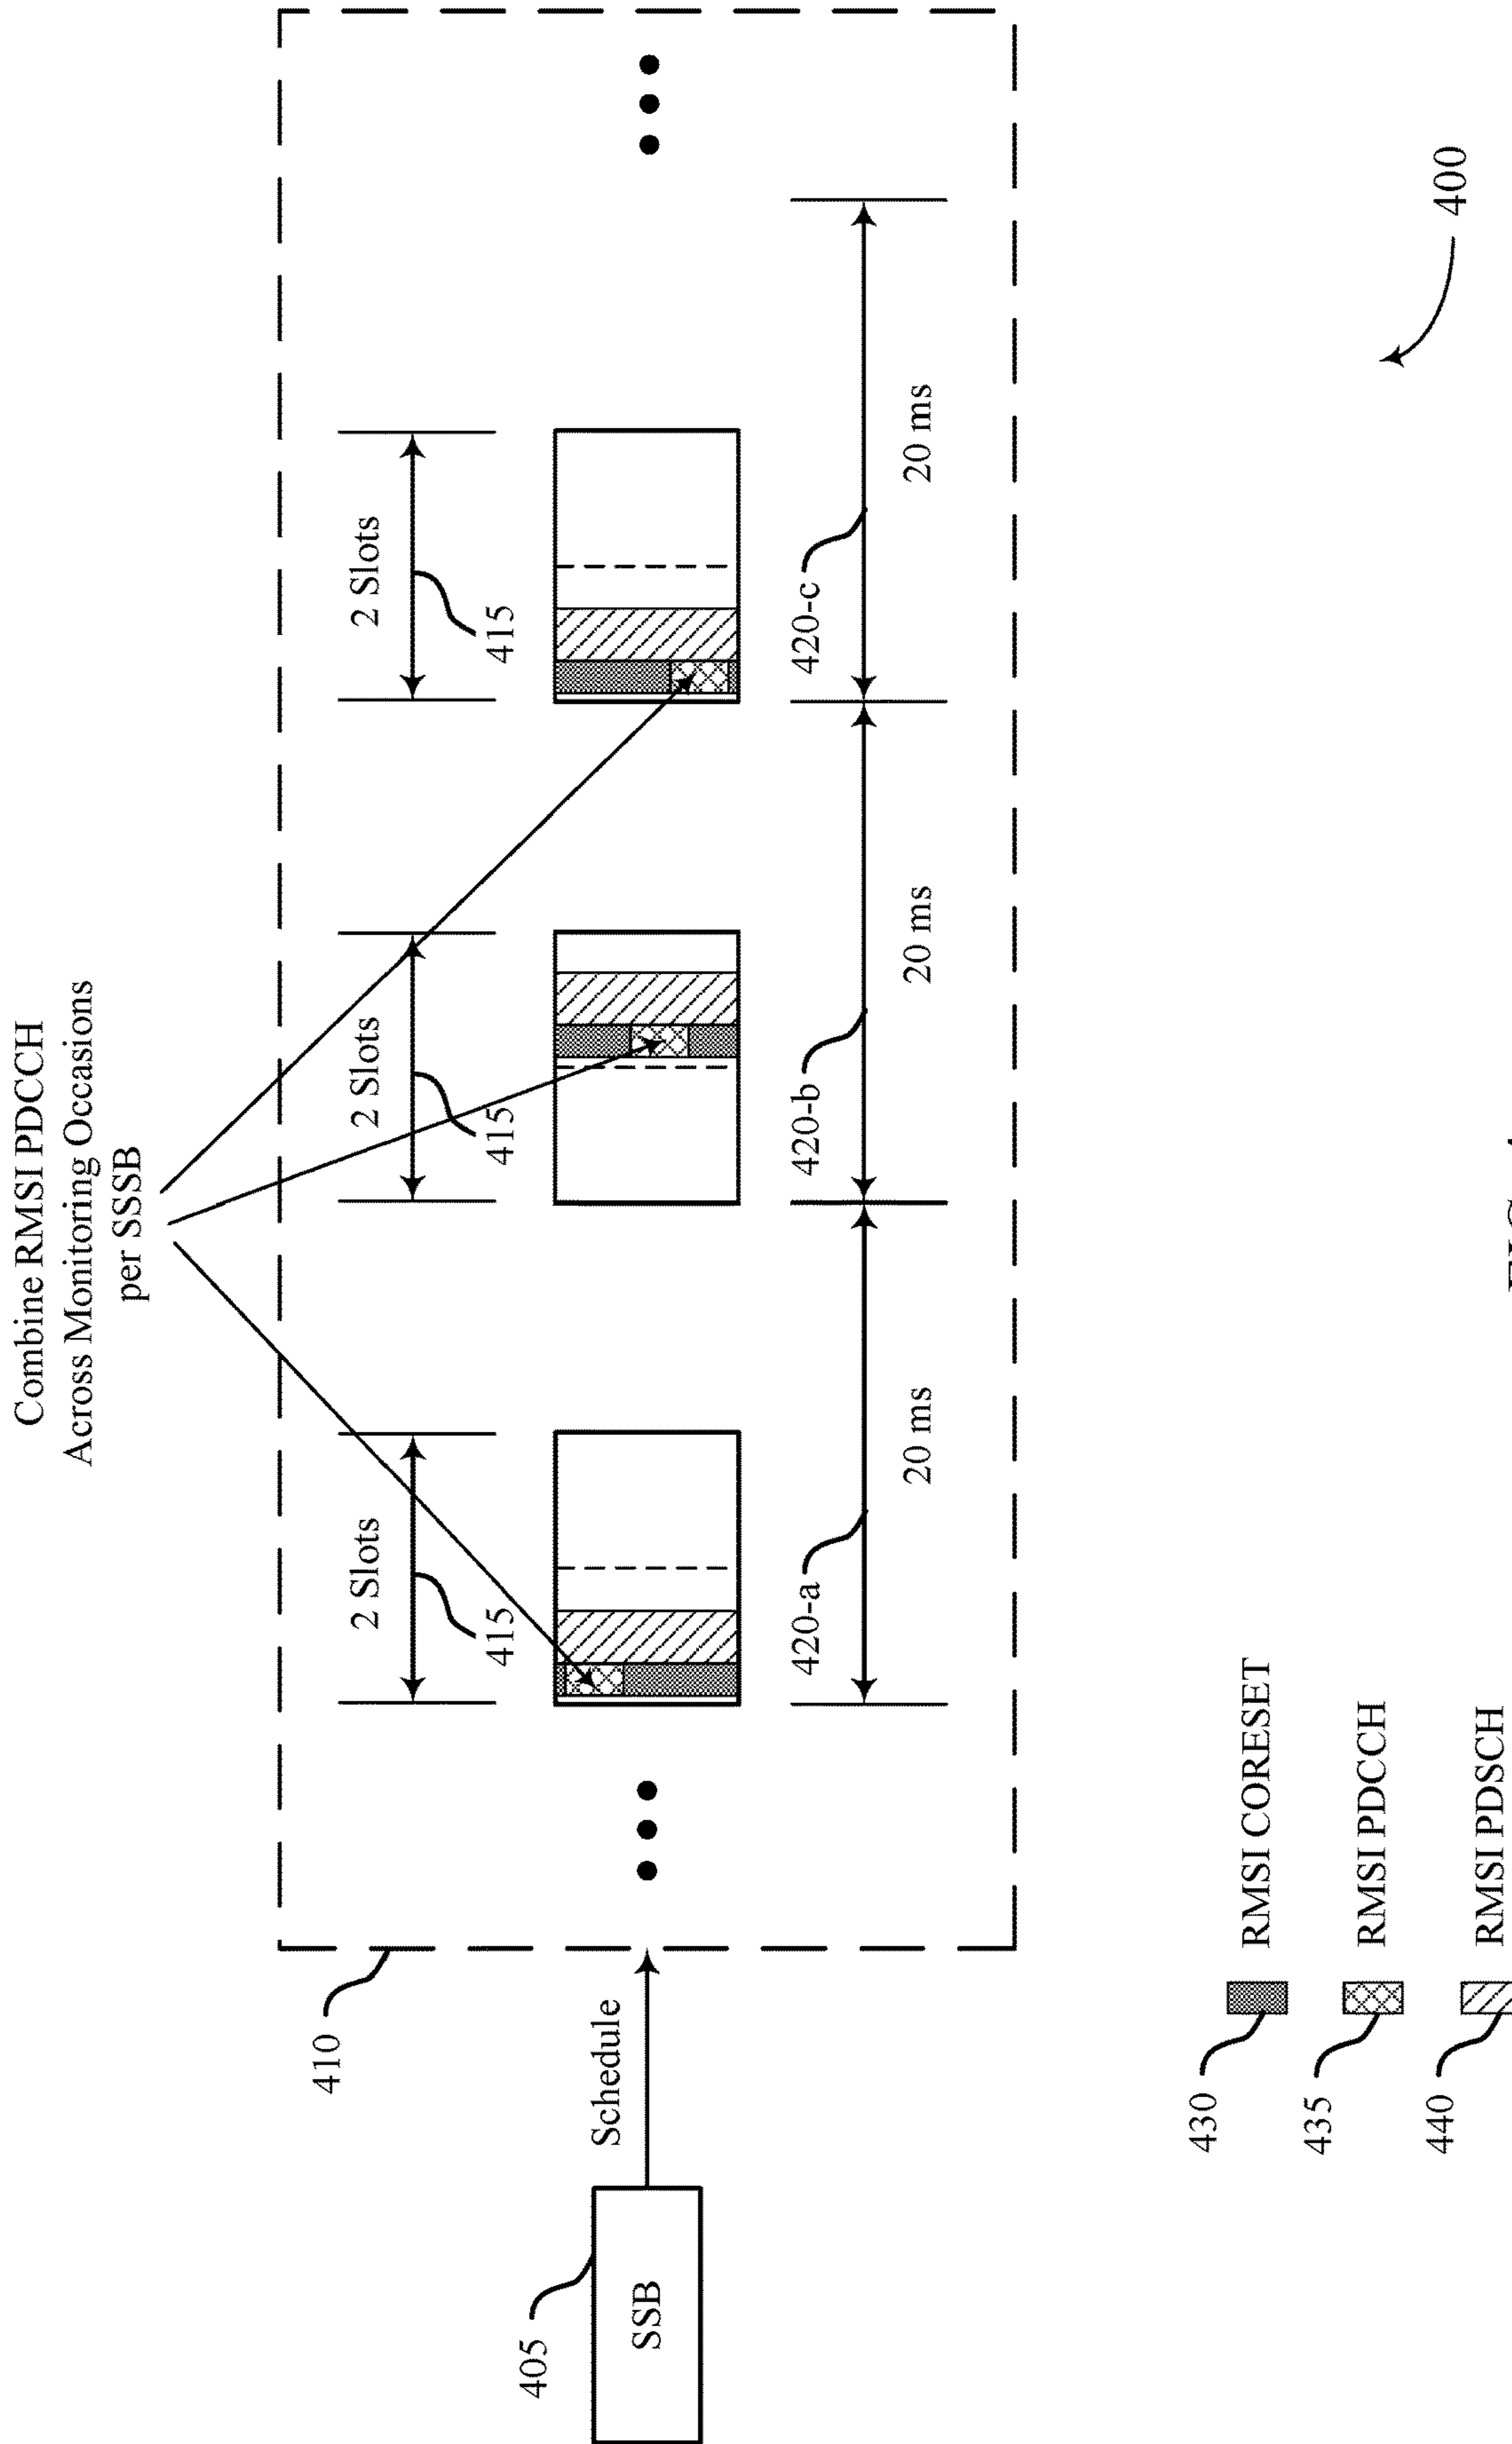 Combine RMSI PDCCH
Across Monitoring Occasions
per SSSB
410
2 Slots
415
2 Slots
415
2 Slots
415
405
SSB
Schedule
420-a
20 ms
420-b
20 ms
420-c
20 ms
430
RMSI CORESET
435
RMSI PDCCH
440
RMSI PDSCH
400